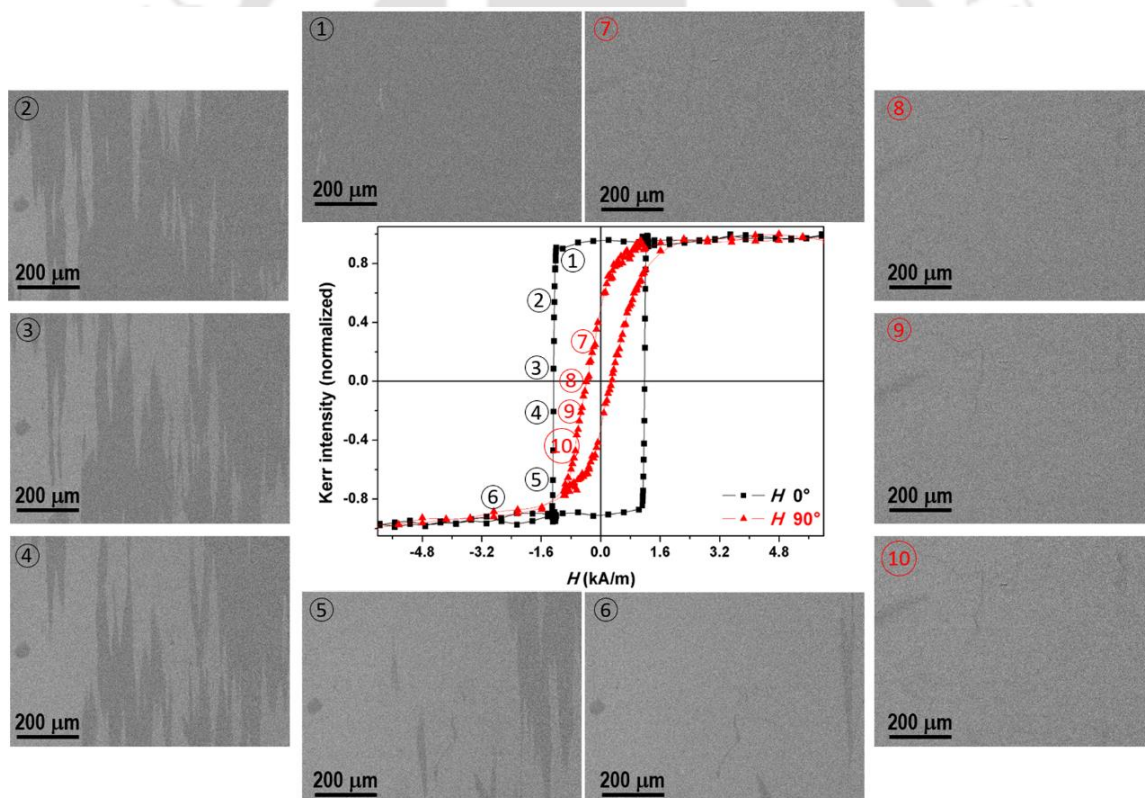 ①
200 µm
⑦
200 µm
②
200 µm
⑧
200 µm
③
200 µm
⑨
200 µm
④
200 µm
⑩
200 µm
⑤
200 µm
⑥
200 µm
Kerr intensity (normalized)
0.8
0.4
0.0
-0.4
-0.8
-4.8 -3.2 -1.6 0.0 1.6 3.2 4.8
H (kA/m)
①
②
③
④
⑤
⑥
⑦
⑧
⑨
⑩
H 0°
H 90°